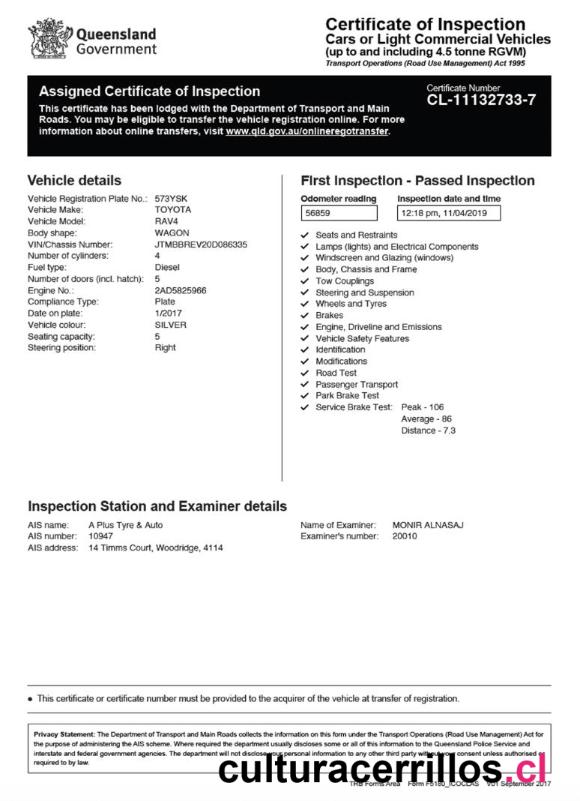 Queensland
Government
Certificate of Inspection
Cars or Light Commercial Vehicles
(up to and including 4.5 tonne RGVM)
Transport Operations (Road Use Management) Act 1995
Assigned Certificate of Inspection
This certificate has been lodged with the Department of Transport and Main
Roads. You may be eligible to transfer the vehicle registration online. For more
information about online transfers, visit www.qld.gov.au/onlineregotransfer.
Certificate Number
CL-11132733-7
Vehicle details
Vehicle Registration Plate No.: 573YSK
Vehicle Make: TOYOTA
Vehicle Model: RAV4
Body shape: WAGON
VIN/Chassis Number: JTMBBREV20D086335
Number of cylinders: 4
Fuel type: Diesel
Number of doors (incl. hatch): 5
Engine No.: 2AD5825966
Compliance Type: Plate
Date on plate: 1/2017
Vehicle colour: SILVER
Seating capacity: 5
Steering position: Right
First Inspection - Passed Inspection
Odometer reading Inspection date and time
56859 12:18 pm, 11/04/2019
✓ Seats and Restraints
✓ Lamps (lights) and Electrical Components
✓ Windscreen and Glazing (windows)
✓ Body, Chassis and Frame
✓ Tow Couplings
✓ Steering and Suspension
✓ Wheels and Tyres
✓ Brakes
✓ Engine, Driveline and Emissions
✓ Vehicle Safety Features
✓ Identification
✓ Modifications
✓ Road Test
✓ Passenger Transport
✓ Park Brake Test
✓ Service Brake Test: Peak - 106
Average - 86
Distance - 7.3
Inspection Station and Examiner details
AIS name: A Plus Tyre & Auto
AIS number: 10947
AIS address: 14 Timms Court, Woodridge, 4114
Name of Examiner: MONIR ALNASAJ
Examiner's number: 20010
• This certificate or certificate number must be provided to the acquirer of the vehicle at transfer of registration.
Privacy Statement: The Department of Transport and Main Roads collects the information on this form under the Transport Operations (Road Use Management) Act for
the purpose of administering the AIS scheme. Where required the department usually discloses some or all of this information to the Queensland Police Service and
interstate and federal government agencies. The department will not disclose your personal information to any other third party without your consent unless authorised or
required to by law.
culturacerrillos.cl
TRB Forms Area Form V01 September 2017